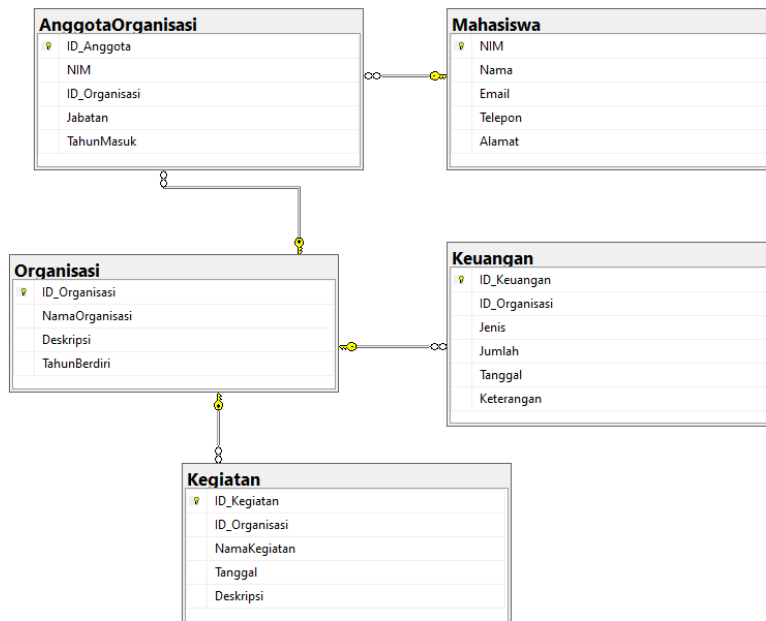 AnggotaOrganisasi
ID_Anggota
NIM
ID_Organisasi
Jabatan
TahunMasuk
Mahasiswa
NIM
Nama
Email
Telepon
Alamat
Organisasi
ID_Organisasi
NamaOrganisasi
Deskripsi
TahunBerdiri
Keuangan
ID_Keuangan
ID_Organisasi
Jenis
Jumlah
Tanggal
Keterangan
Kegiatan
ID_Kegiatan
ID_Organisasi
NamaKegiatan
Tanggal
Deskripsi